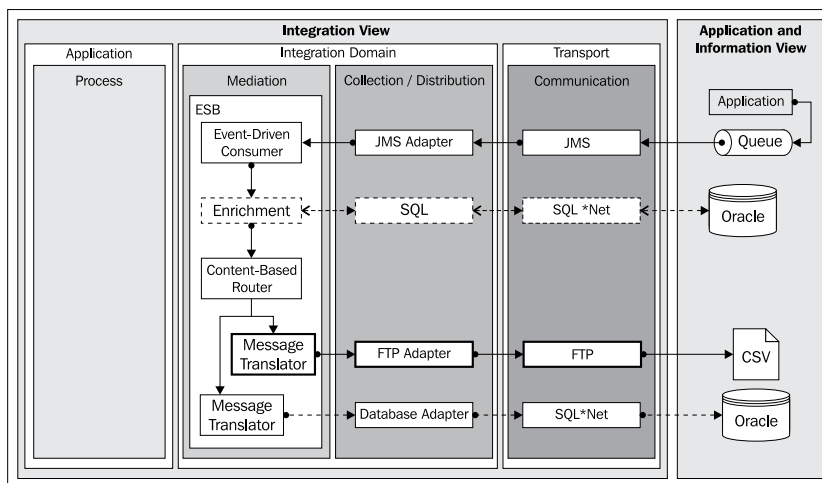 Integration View
Application and
Information View
Application
Integration Domain
Transport
Process
Mediation
Collection / Distribution
Communication
ESB
Application
Event-Driven
Consumer
JMS Adapter
JMS
Queue
Enrichment
SQL
SQL *Net
Oracle
Content-Based
Router
Message
Translator
FTP Adapter
FTP
CSV
Message
Translator
Database Adapter
SQL*Net
Oracle